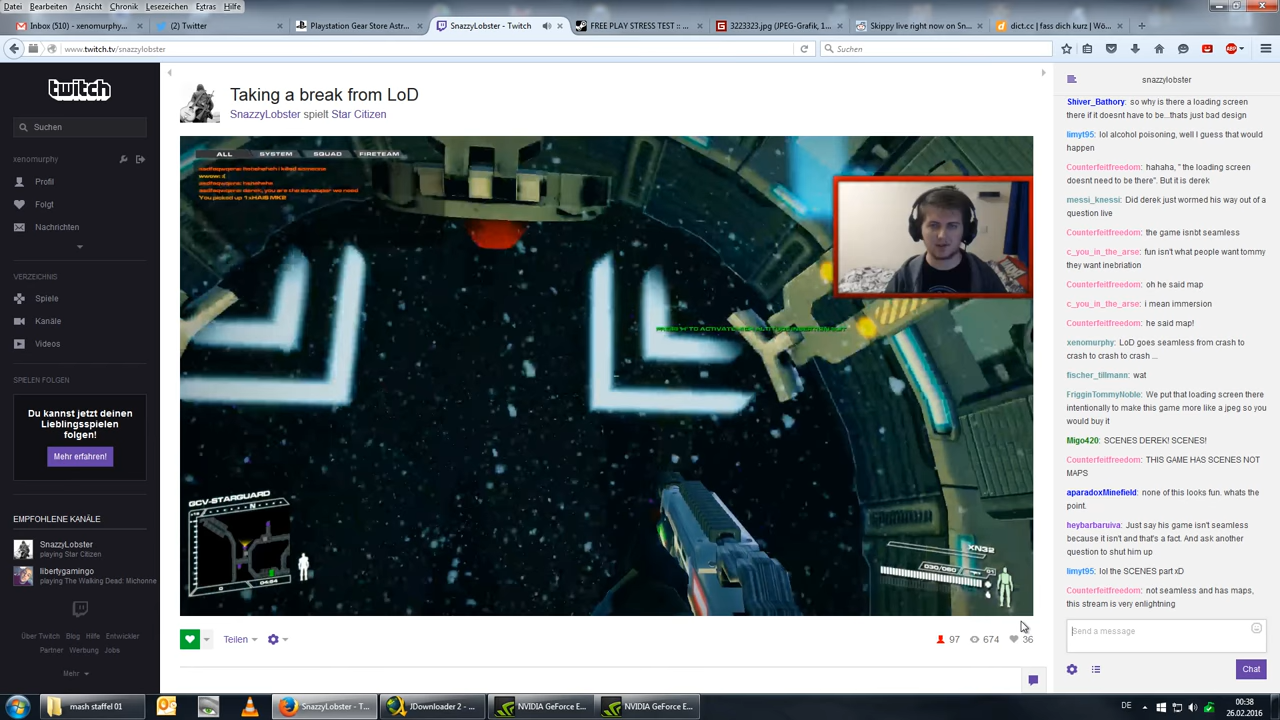 Datei Bearbeiten Ansicht Chronik Lesezeichen Extras Hilfe
Inbox (510) - xenomurphy... Twitter Playstation Gear Store Astr... SnazzyLobster - Twitch FREE PLAY STRESS TEST :: ... 3223323.jpg (JPEG-Grafik, 1... Skippy live right now on Sn... dict.cc | fass dich kurz | Wö...
www.twitch.tv/snazzylobster
Suchen
ABP
twitch
Suchen
xenomurphy
Profil
Folgt
Nachrichten
VERZEICHNIS
Spiele
Kanäle
Videos
SPIELEN FOLGEN
Du kannst jetzt deinen
Lieblingsspielen
folgen!
Mehr erfahren!
EMPFOHLENE KANÄLE
SnazzyLobster
playing Star Citizen
libertygamingo
playing The Walking Dead: Michonne
Über Twitch Blog Hilfe Entwickler
Partner Werbung Jobs
Mehr
Taking a break from LoD
SnazzyLobster spielt Star Citizen
ALL SYSTEM SQUAD FIRETEAM
GCV-STARGUARD
N
04:54
XN32
030/080
Teilen
97 674 36
snazzylobster
Shiver_Bathory: so why is there a loading screen
there if it doesnt have to be...thats just bad design
limyt95: lol alcohol poisoning, well I guess that would
happen
Counterfeitfreedom: hahaha, " the loading screen
doesnt need to be there". But it is derek
messi_knessi: Did derek just wormed his way out of a
question live
Counterfeitfreedom: the game isnbt seamless
c_you_in_the_arse: fun isn't what people want tommy
they want inebriation
Counterfeitfreedom: oh he said map
c_you_in_the_arse: i mean immersion
Counterfeitfreedom: he said map!
xenomurphy: LoD goes seamless from crash to
crash to crash to crash ...
fischer_tillmann: wat
FrigginTommyNoble: We put that loading screen there
intentionally to make this game more like a jpeg so you
would buy it
Migo420: SCENES DEREK! SCENES!
Counterfeitfreedom: THIS GAME HAS SCENES NOT
MAPS
aparadoxMinefield: none of this looks fun. whats the
point.
heybarbaruiva: Just say his game isn't seamless
because it isn't and that's a fact. And ask another
question to shut him up
limyt95: lol the SCENES part xD
Counterfeitfreedom: not seamless and has maps,
this stream is very enlightning
Send a message
Chat
mash staffel 01 SnazzyLobster - T... JDownloader 2 - ... NVIDIA GeForce E... NVIDIA GeForce E...
DE
00:38
26.02.2016